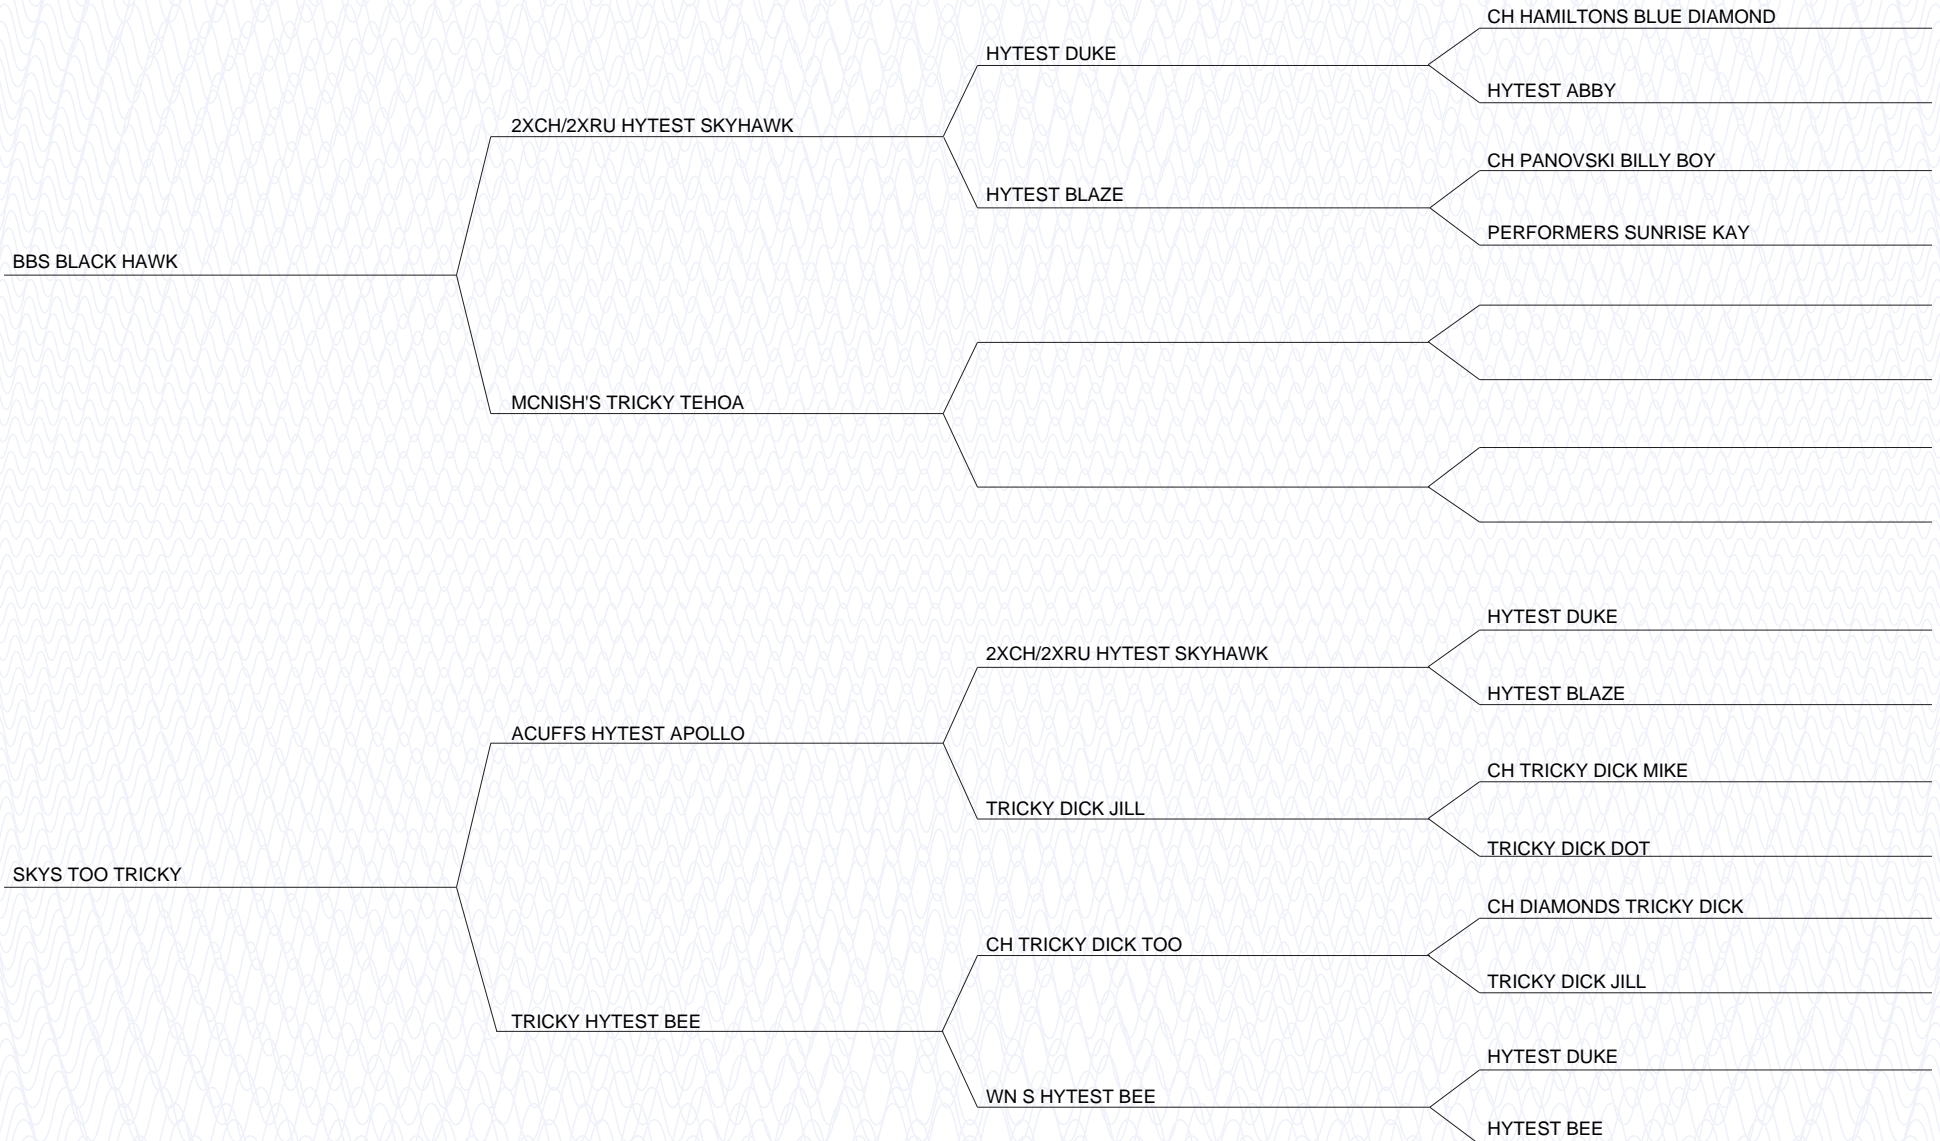 CH HAMILTONS BLUE DIAMOND
HYTEST DUKE
HYTEST ABBY
2XCH/2XRU HYTEST SKYHAWK
CH PANOVSKI BILLY BOY
HYTEST BLAZE
PERFORMERS SUNRISE KAY
BBS BLACK HAWK
MCNISH'S TRICKY TEHOA
HYTEST DUKE
2XCH/2XRU HYTEST SKYHAWK
HYTEST BLAZE
ACUFFS HYTEST APOLLO
CH TRICKY DICK MIKE
TRICKY DICK JILL
TRICKY DICK DOT
SKYS TOO TRICKY
CH DIAMONDS TRICKY DICK
CH TRICKY DICK TOO
TRICKY DICK JILL
TRICKY HYTEST BEE
HYTEST DUKE
WN S HYTEST BEE
HYTEST BEE